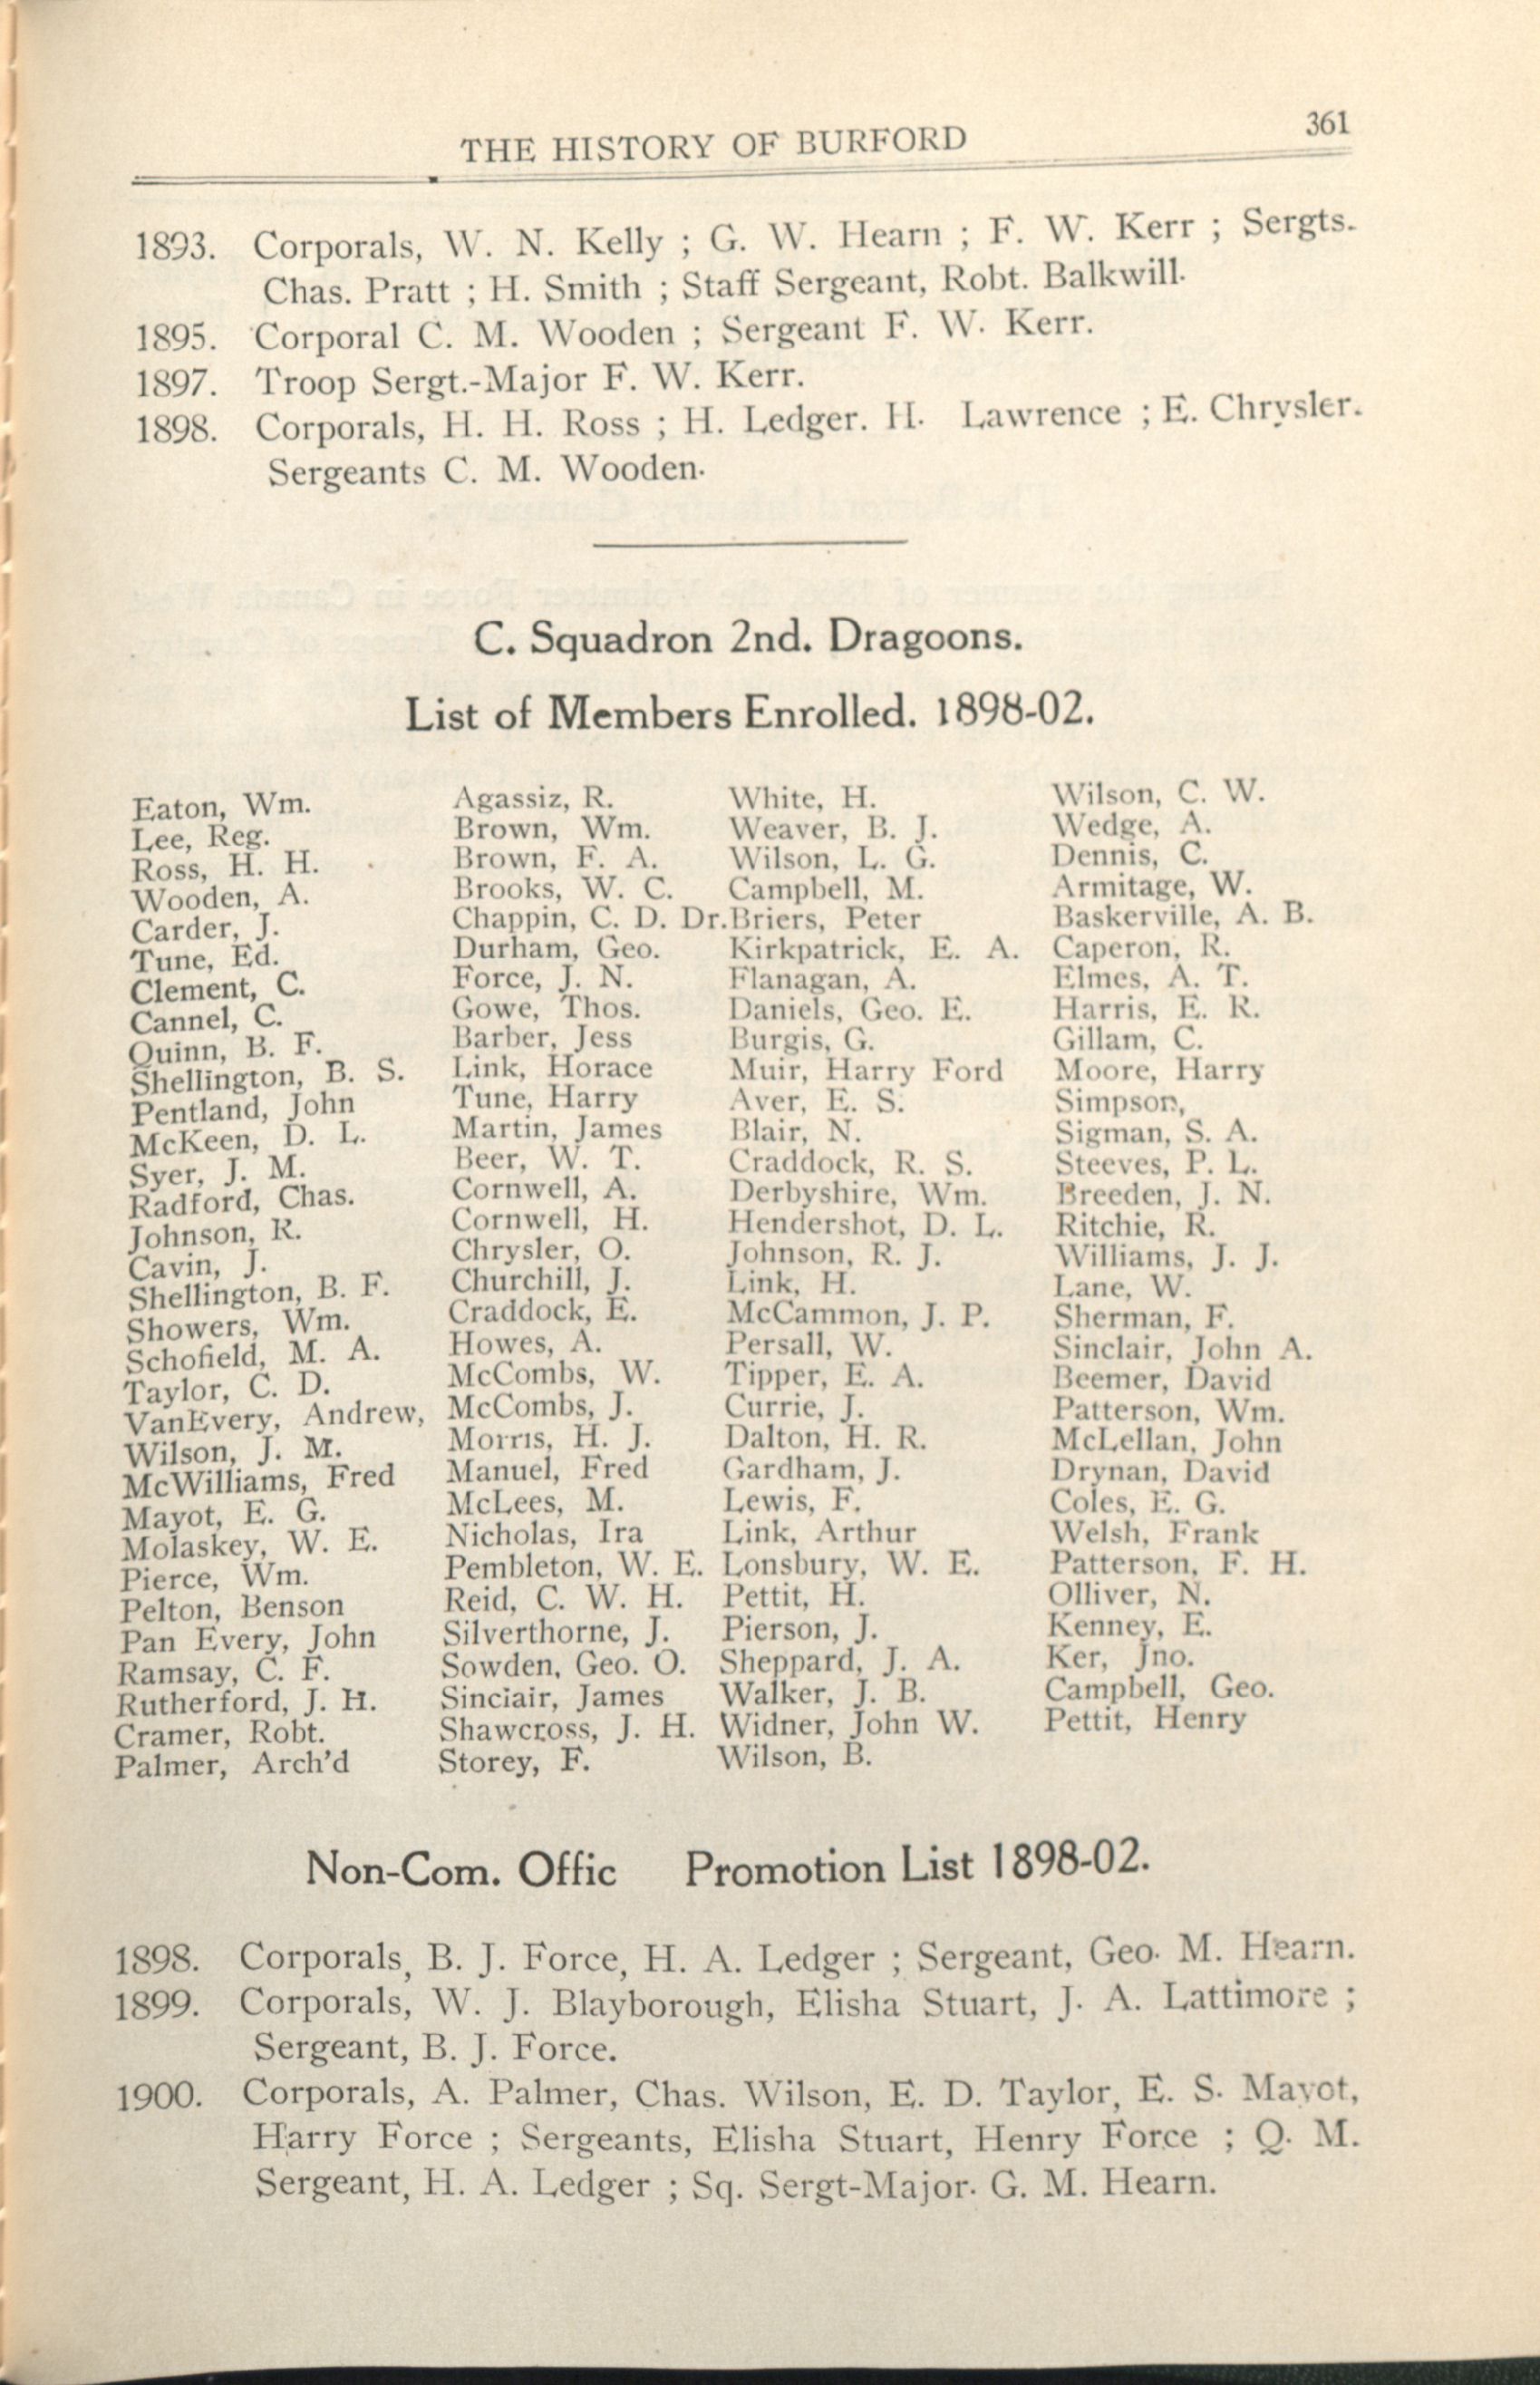 THE HISTORY OF BURFORD 361
1893. Corporals, W. N. Kelly ; G. W. Hearn ; F. W. Kerr ; Sergts.
Chas. Pratt ; H. Smith ; Staff Sergeant, Robt. Balkwill.
1895. Corporal C. M. Wooden ; Sergeant F. W. Kerr.
1897. Troop Sergt.-Major F. W. Kerr.
1898. Corporals, H. H. Ross ; H. Ledger. H. Lawrence ; E. Chrysler.
Sergeants C. M. Wooden.
C. Squadron 2nd. Dragoons.
List of Members Enrolled. 1898-02.
Eaton, Wm.
Lee, Reg.
Ross, H. H.
Wooden, A.
Carder, J.
Tune, Ed.
Clement, C.
Cannel, C.
Quinn, B. F.
Shellington, B. S.
Pentland, John
McKeen, D. L.
Syer, J. M.
Radford, Chas.
Johnson, R.
Cavin, J.
Shellington, B. F.
Showers, Wm.
Schofield, M. A.
Taylor, C. D.
VanEvery, Andrew,
Wilson, J. M.
McWilliams, Fred
Mayot, E. G.
Molaskey, W. E.
Pierce, Wm.
Pelton, Benson
Pan Every, John
Ramsay, C. F.
Rutherford, J. H.
Cramer, Robt.
Palmer, Arch'd
Agassiz, R.
Brown, Wm.
Brown, F. A.
Brooks, W. C.
Chappin, C. D. Dr.
Durham, Geo.
Force, J. N.
Gowe, Thos.
Barber, Jess
Link, Horace
Tune, Harry
Martin, James
Beer, W. T.
Cornwell, A.
Cornwell, H.
Chrysler, O.
Churchill, J.
Craddock, E.
Howes, A.
McCombs, W.
McCombs, J.
Morris, H. J.
Manuel, Fred
McLees, M.
Nicholas, Ira
Pembleton, W. E.
Reid, C. W. H.
Silverthorne, J.
Sowden, Geo. O.
Sinclair, James
Shawcross, J. H.
Storey, F.
White, H.
Weaver, B. J.
Wilson, L. G.
Campbell, M.
Briers, Peter
Kirkpatrick, E. A.
Flanagan, A.
Daniels, Geo. E.
Burgis, G.
Muir, Harry Ford
Aver, E. S.
Blair, N.
Craddock, R. S.
Derbyshire, Wm.
Hendershot, D. L.
Johnson, R. J.
Link, H.
McCammon, J. P.
Persall, W.
Tipper, E. A.
Currie, J.
Dalton, H. R.
Gardham, J.
Lewis, F.
Link, Arthur
Lonsbury, W. E.
Pettit, H.
Pierson, J.
Sheppard, J. A.
Walker, J. B.
Widner, John W.
Wilson, B.
Wilson, C. W.
Wedge, A.
Dennis, C.
Armitage, W.
Baskerville, A. B.
Caperon, R.
Elmes, A. T.
Harris, E. R.
Gillam, C.
Moore, Harry
Simpson,
Sigman, S. A.
Steeves, P. L.
Breeden, J. N.
Ritchie, R.
Williams, J. J.
Lane, W.
Sherman, F.
Sinclair, John A.
Beemer, David
Patterson, Wm.
McLellan, John
Drynan, David
Coles, E. G.
Welsh, Frank
Patterson, F. H.
Olliver, N.
Kenney, E.
Ker, Jno.
Campbell, Geo.
Pettit, Henry
Non-Com. Offic Promotion List 1898-02.
1898. Corporals, B. J. Force, H. A. Ledger ; Sergeant, Geo. M. Hearn.
1899. Corporals, W. J. Blayborough, Elisha Stuart, J. A. Lattimore ;
Sergeant, B. J. Force.
1900. Corporals, A. Palmer, Chas. Wilson, E. D. Taylor, E. S. Mayot,
Harry Force ; Sergeants, Elisha Stuart, Henry Force ; Q. M.
Sergeant, H. A. Ledger ; Sq. Sergt-Major. G. M. Hearn.